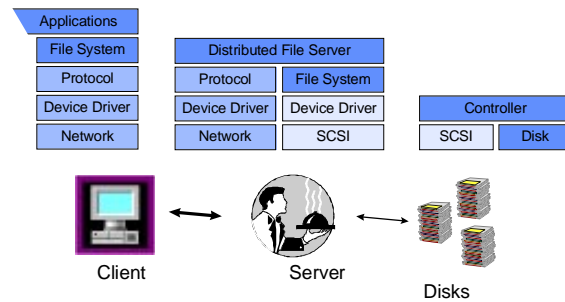 Applications
File System
Protocol
Device Driver
Network
Distributed File Server
Protocol
File System
Device Driver
Device Driver
Network
SCSI
Controller
SCSI
Disk
Client
Server
Disks